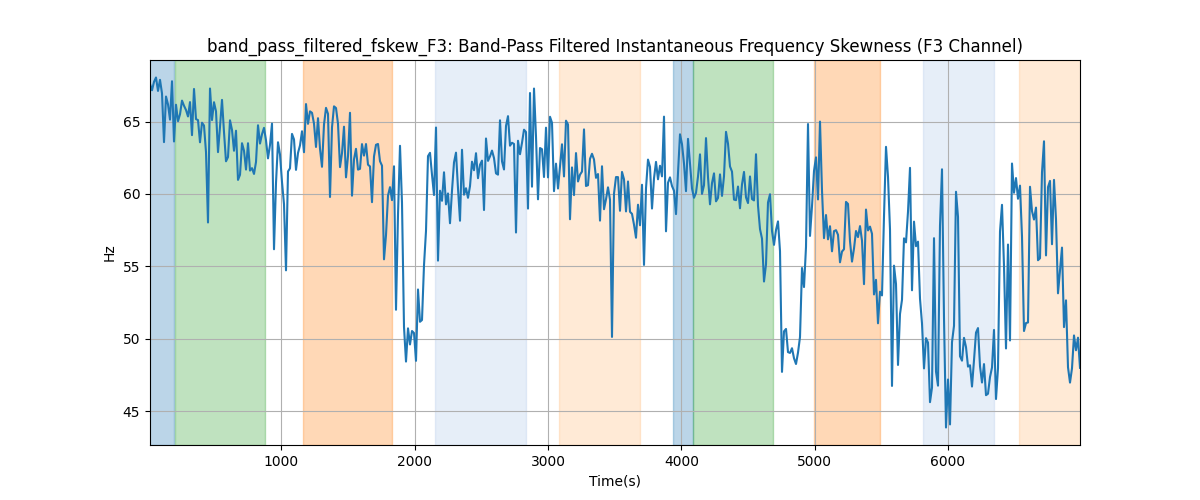 band_pass_filtered_fskew_F3: Band-Pass Filtered Instantaneous Frequency Skewness (F3 Channel)
65
60
55
50
45
Hz
1000 2000 3000 4000 5000 6000
Time(s)